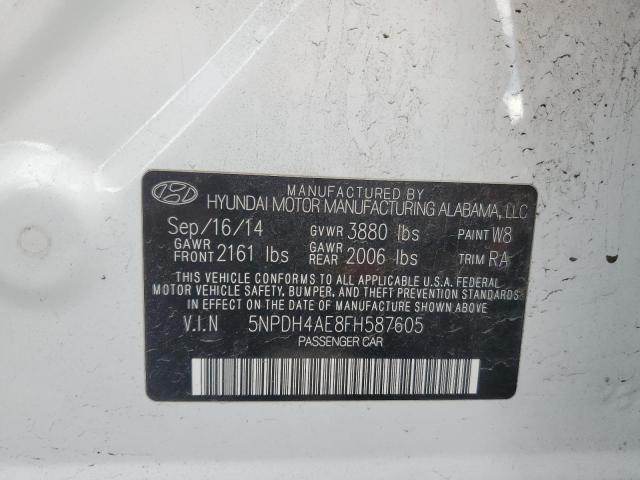 MANUFACTURED BY
HYUNDAI MOTOR MANUFACTURING ALABAMA, LLC
Sep/16/14 GVWR 3880 lbs PAINT W8
GAWR FRONT 2161 lbs GAWR REAR 2006 lbs TRIM RA
THIS VEHICLE CONFORMS TO ALL APPLICABLE U.S.A. FEDERAL
MOTOR VEHICLE SAFETY, BUMPER, AND THEFT PREVENTION STANDARDS
IN EFFECT ON THE DATE OF MANUFACTURE SHOWN ABOVE
V.I.N 5NPDH4AE8FH587605
PASSENGER CAR